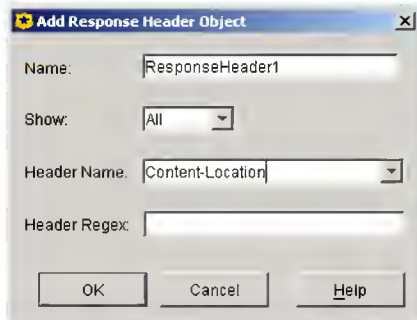 Add Response Header Object
Name: ResponseHeader1
Show: All
Header Name. Content-Location
Header Regex:
OK Cancel Help